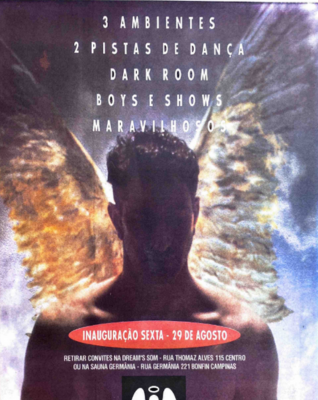 3 AMBIENTES
2 PISTAS DE DANÇA
DARK ROOM
BOYS E SHOWS
MARAVILHOSOS
INAUGURAÇÃO SEXTA - 29 DE AGOSTO
RETIRAR CONVITES NA DREAM'S SOM - RUA THOMAZ ALVES 115 CENTRO
OU NA SAUNA GERMÂNIA - RUA GERMÂNIA 221 BONFIN CAMPINAS